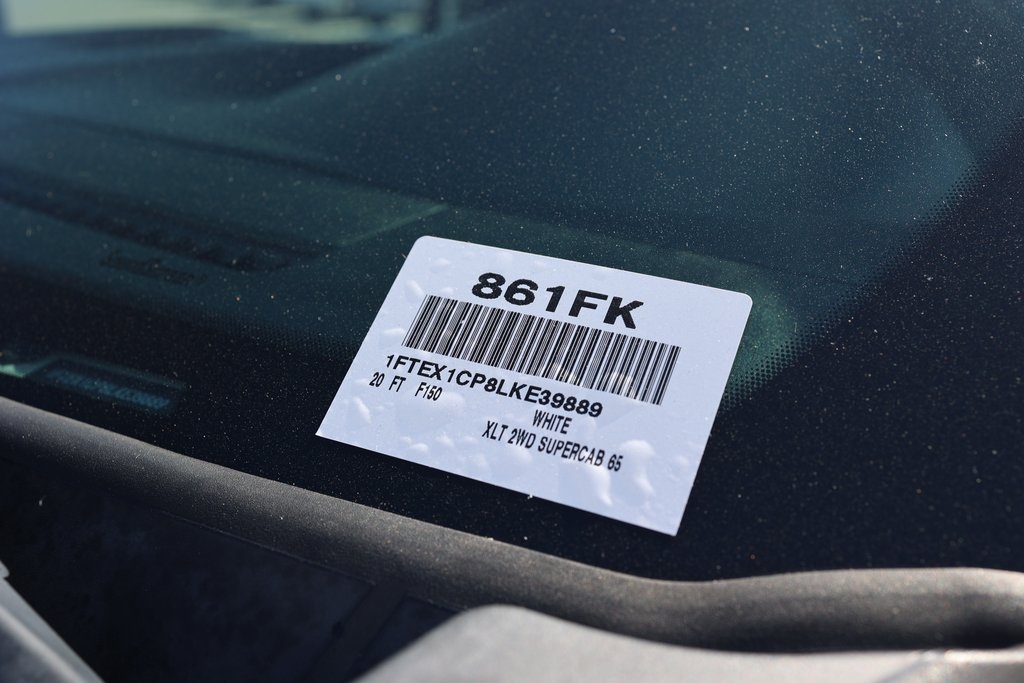 861FK
1FTEX1CP8LKE39889
20 FT F150
WHITE
XLT 2WD SUPERCAB 65